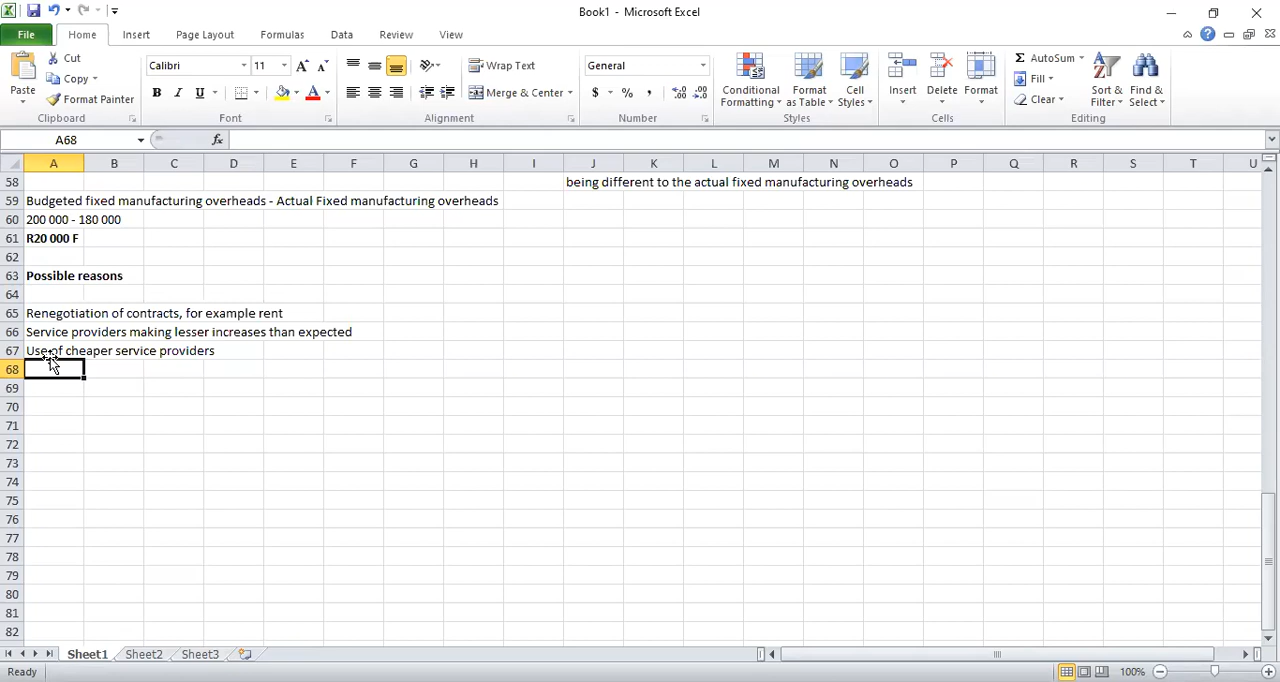 Book1 - Microsoft Excel
File Home Insert Page Layout Formulas Data Review View
Paste
Cut
Copy
Format Painter
Clipboard
Calibri 11
B I U
Font
Wrap Text
Merge & Center
Alignment
General
$ % ,
Number
Conditional Formatting
Format as Table
Cell Styles
Styles
Insert Delete Format
Cells
AutoSum
Fill
Clear
Sort & Filter
Find & Select
Editing
A68 fx
A B C D E F G H I J K L M N O P Q R S T U
58 being different to the actual fixed manufacturing overheads
59 Budgeted fixed manufacturing overheads - Actual Fixed manufacturing overheads
60 200 000 - 180 000
61 R20 000 F
62
63 Possible reasons
64
65 Renegotiation of contracts, for example rent
66 Service providers making lesser increases than expected
67 Use of cheaper service providers
68
69
70
71
72
73
74
75
76
77
78
79
80
81
82
Sheet1 Sheet2 Sheet3
Ready 100%